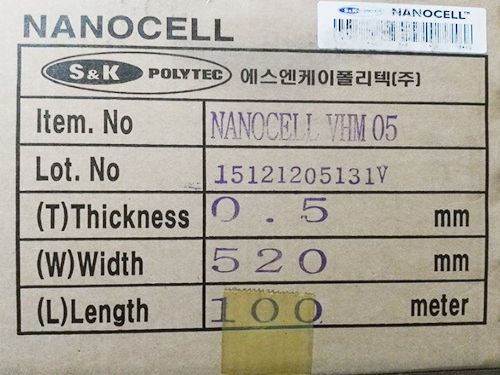 NANOCELL
S&K NANOCELL™
S&K POLYTEC 에스엔케이폴리텍(주)
Item. No NANOCELL VHM 05
Lot. No 15121205131V
(T)Thickness 0.5 mm
(W)Width 520 mm
(L)Length 100 meter